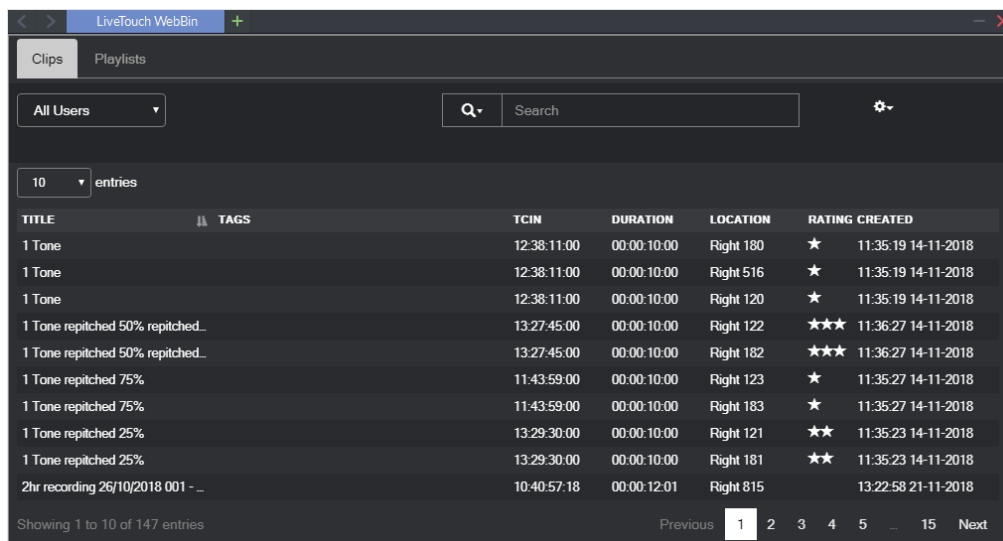 LiveTouch WebBin +
Clips Playlists
All Users Search
10 entries
TITLE TAGS TCIN DURATION LOCATION RATING CREATED
1 Tone 12:38:11:00 00:00:10:00 Right 180 ★ 11:35:19 14-11-2018
1 Tone 12:38:11:00 00:00:10:00 Right 516 ★ 11:35:19 14-11-2018
1 Tone 12:38:11:00 00:00:10:00 Right 120 ★ 11:35:19 14-11-2018
1 Tone repitched 50% repitched... 13:27:45:00 00:00:10:00 Right 122 ★★★ 11:36:27 14-11-2018
1 Tone repitched 50% repitched... 13:27:45:00 00:00:10:00 Right 182 ★★★ 11:36:27 14-11-2018
1 Tone repitched 75% 11:43:59:00 00:00:10:00 Right 123 ★ 11:35:27 14-11-2018
1 Tone repitched 75% 11:43:59:00 00:00:10:00 Right 183 ★ 11:35:27 14-11-2018
1 Tone repitched 25% 13:29:30:00 00:00:10:00 Right 121 ★★ 11:35:23 14-11-2018
1 Tone repitched 25% 13:29:30:00 00:00:10:00 Right 181 ★★ 11:35:23 14-11-2018
2hr recording 26/10/2018 001 - ... 10:40:57:18 00:00:12:01 Right 815 13:22:58 21-11-2018
Showing 1 to 10 of 147 entries Previous 1 2 3 4 5 ... 15 Next